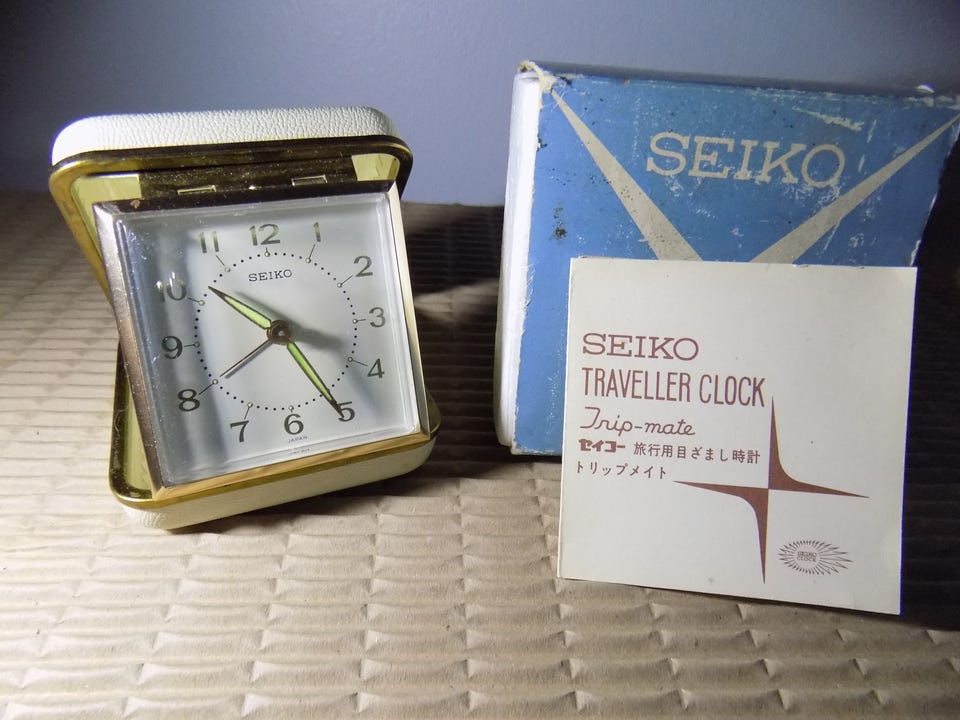 11 12 1
10 2
SEIKO
9 3
8 4
7 6 5
JAPAN
SEIKO
SEIKO
TRAVELLER CLOCK
Trip-mate
セイコー 旅行用目ざまし時計
トリップメイト
SEIKO
CLOCK